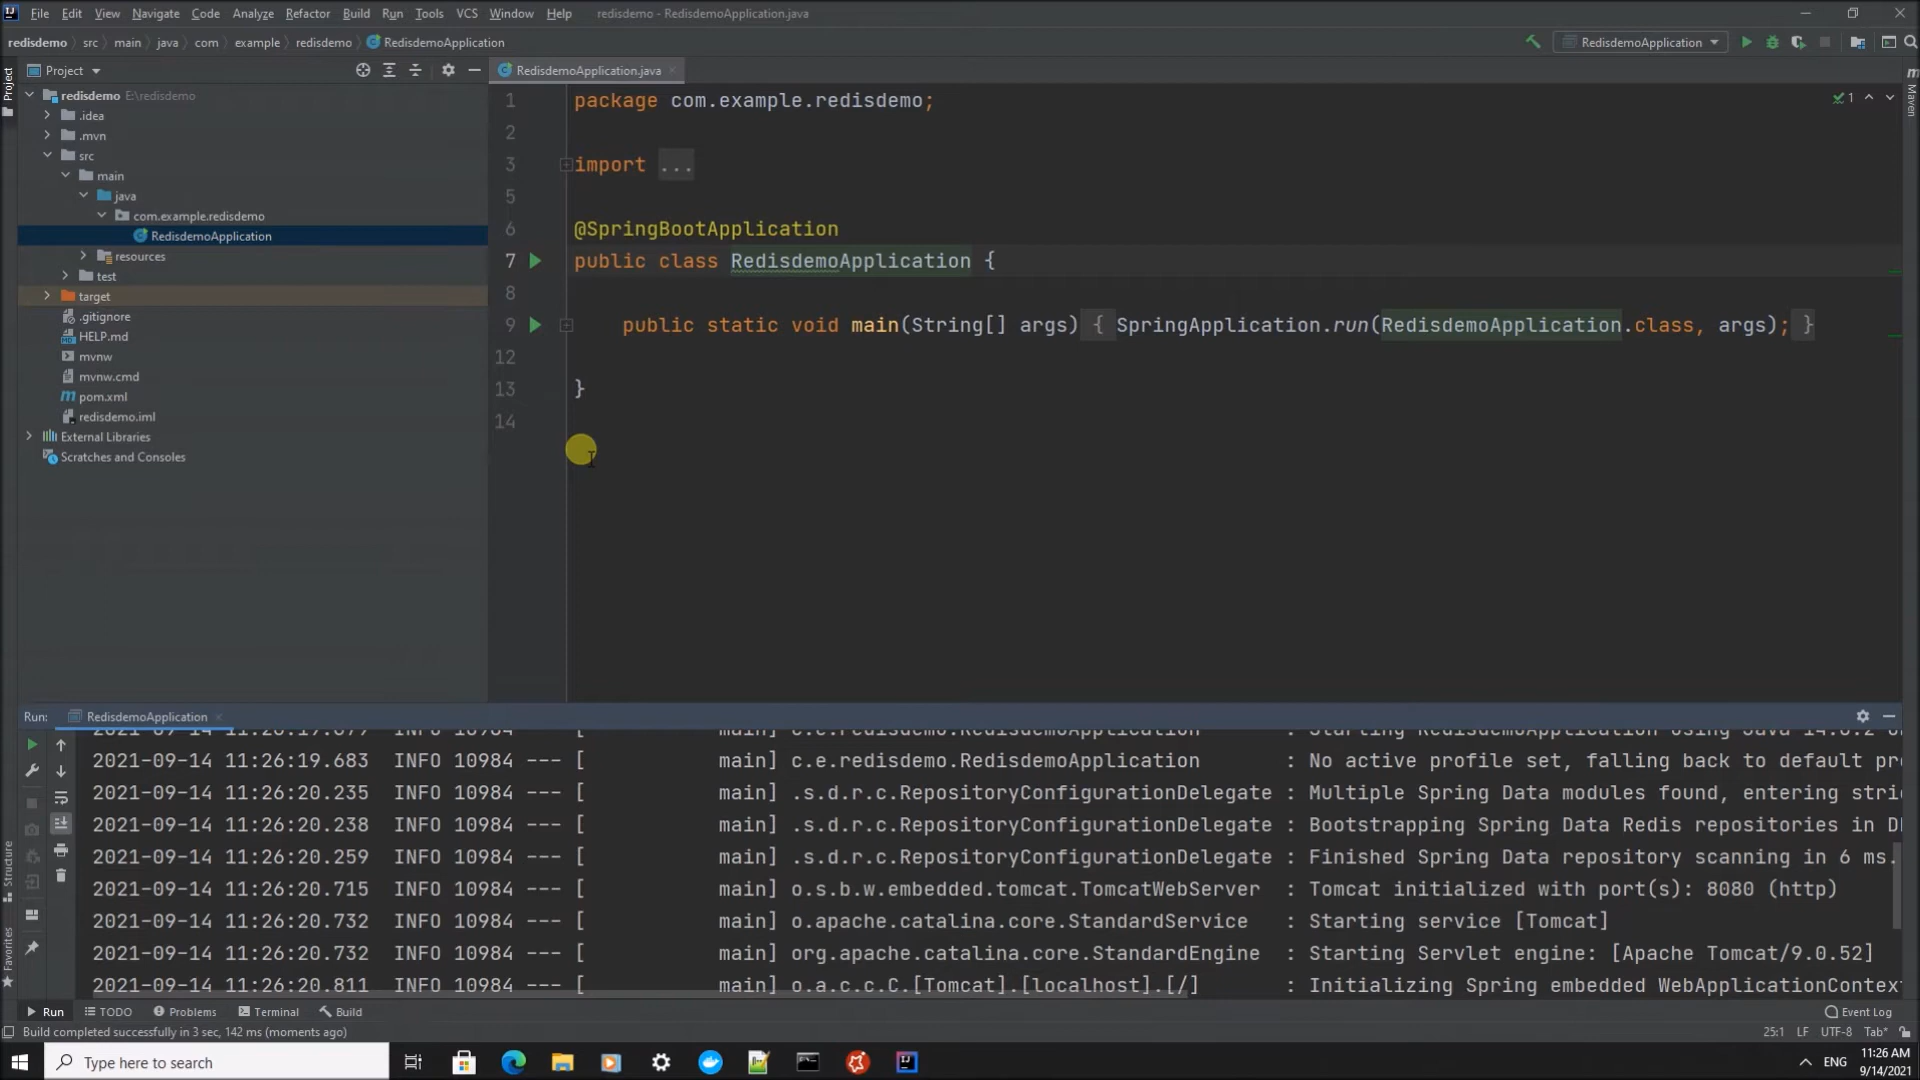 File Edit View Navigate Code Analyze Refactor Build Run Tools VCS Window Help redisdemo - RedisdemoApplication.java
redisdemo src main java com example redisdemo RedisdemoApplication
RedisdemoApplication
Project
RedisdemoApplication.java
Project
Maven
redisdemo E:\redisdemo
.idea
.mvn
src
main
java
com.example.redisdemo
RedisdemoApplication
resources
test
target
.gitignore
HELP.md
mvnw
mvnw.cmd
pom.xml
redisdemo.iml
External Libraries
Scratches and Consoles
1 package com.example.redisdemo;
2
3 import ...
5
6 @SpringBootApplication
7 public class RedisdemoApplication {
8
9 public static void main(String[] args) { SpringApplication.run(RedisdemoApplication.class, args); }
12
13 }
14
1
Run: RedisdemoApplication
2021-09-14 11:26:19.683 INFO 10984 --- [ main] c.e.redisdemo.RedisdemoApplication : No active profile set, falling back to default
2021-09-14 11:26:20.235 INFO 10984 --- [ main] .s.d.r.c.RepositoryConfigurationDelegate : Multiple Spring Data modules found, entering
2021-09-14 11:26:20.238 INFO 10984 --- [ main] .s.d.r.c.RepositoryConfigurationDelegate : Bootstrapping Spring Data Redis repositories in
2021-09-14 11:26:20.259 INFO 10984 --- [ main] .s.d.r.c.RepositoryConfigurationDelegate : Finished Spring Data repository scanning in 6 ms.
2021-09-14 11:26:20.715 INFO 10984 --- [ main] o.s.b.w.embedded.tomcat.TomcatWebServer : Tomcat initialized with port(s): 8080 (http)
2021-09-14 11:26:20.732 INFO 10984 --- [ main] o.apache.catalina.core.StandardService : Starting service [Tomcat]
2021-09-14 11:26:20.732 INFO 10984 --- [ main] org.apache.catalina.core.StandardEngine : Starting Servlet engine: [Apache Tomcat/9.0.52]
2021-09-14 11:26:20.811 INFO 10984 --- [ main] o.a.c.c.C.[Tomcat].[localhost].[/] : Initializing Spring embedded WebApplicationContext
Structure
Favorites
Run TODO Problems Terminal Build Event Log
Build completed successfully in 3 sec, 142 ms (moments ago) 25:1 LF UTF-8 Tab*
Type here to search
ENG
11:26 AM
9/14/2021